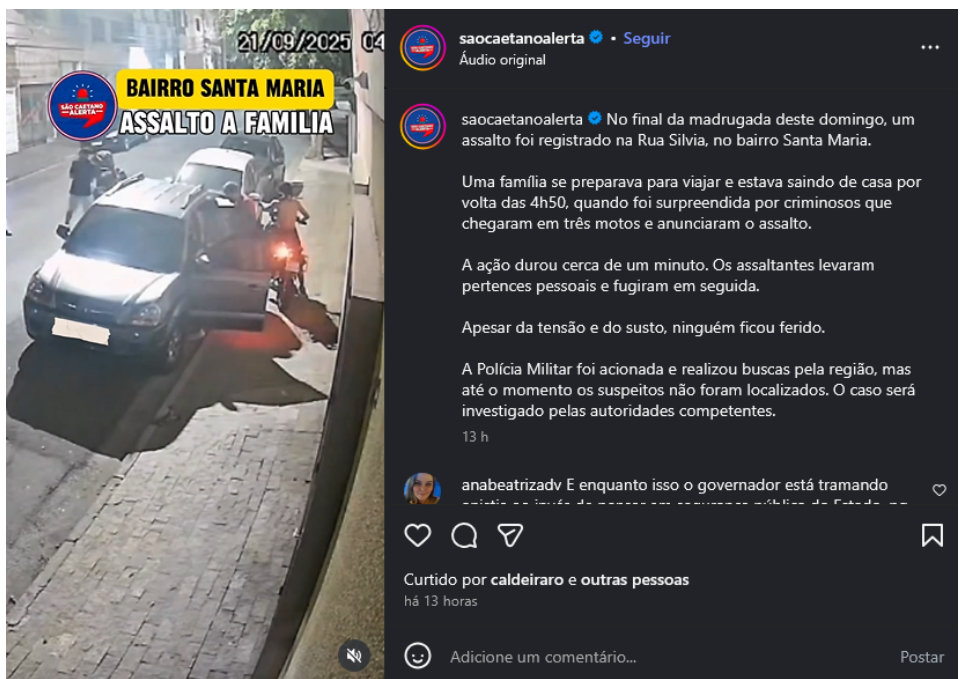 21/09/2025 04
SÃO CAETANO
ALERTA
BAIRRO SANTA MARIA
ASSALTO A FAMILIA
saocaetanoalerta • Seguir
Áudio original
saocaetanoalerta No final da madrugada deste domingo, um
assalto foi registrado na Rua Silvia, no bairro Santa Maria.
Uma família se preparava para viajar e estava saindo de casa por
volta das 4h50, quando foi surpreendida por criminosos que
chegaram em três motos e anunciaram o assalto.
A ação durou cerca de um minuto. Os assaltantes levaram
pertences pessoais e fugiram em seguida.
Apesar da tensão e do susto, ninguém ficou ferido.
A Polícia Militar foi acionada e realizou buscas pela região, mas
até o momento os suspeitos não foram localizados. O caso será
investigado pelas autoridades competentes.
13 h
anabeatrizadv E enquanto isso o governador está tramando
Curtido por caldeiraro e outras pessoas
há 13 horas
Adicione um comentário...
Postar